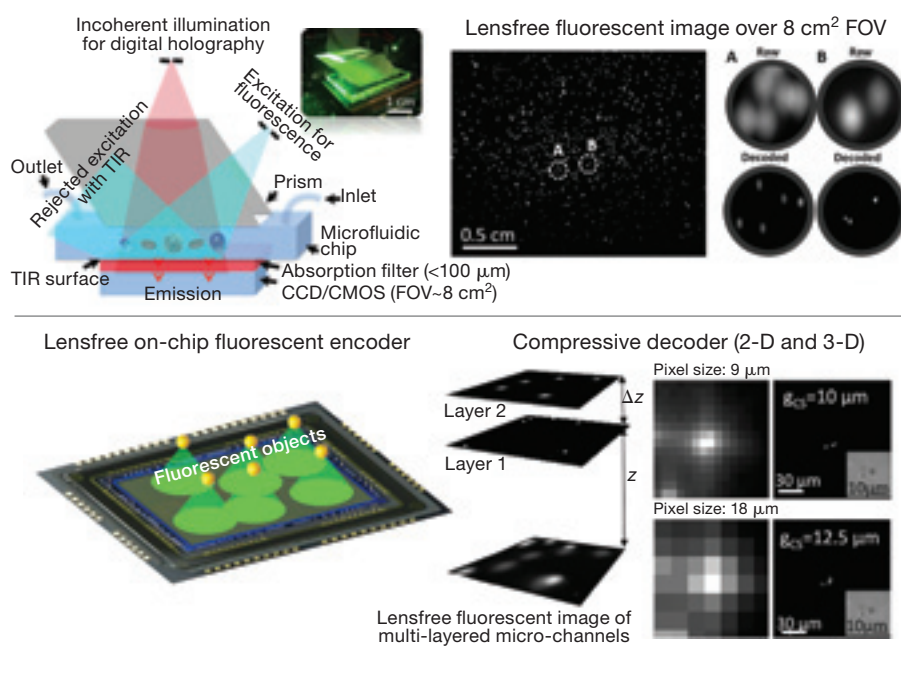 Incoherent illumination
for digital holography
Excitation for
fluorescence
Rejected excitation
with TIR
Outlet
Prism
Inlet
Microfluidic
chip
TIR surface
Absorption filter (<100 μm)
Emission
CCD/CMOS (FOV~8 cm²)
1 cm
Lensfree fluorescent image over 8 cm² FOV
A
B
0.5 cm
A Raw
B Raw
Decoded
Decoded
Lensfree on-chip fluorescent encoder
Fluorescent objects
Compressive decoder (2-D and 3-D)
Layer 2
Δz
Layer 1
z
Lensfree fluorescent image of
multi-layered micro-channels
Pixel size: 9 μm
gCS=10 μm
30 μm
10μm
Pixel size: 18 μm
gCS=12.5 μm
30 μm
10μm